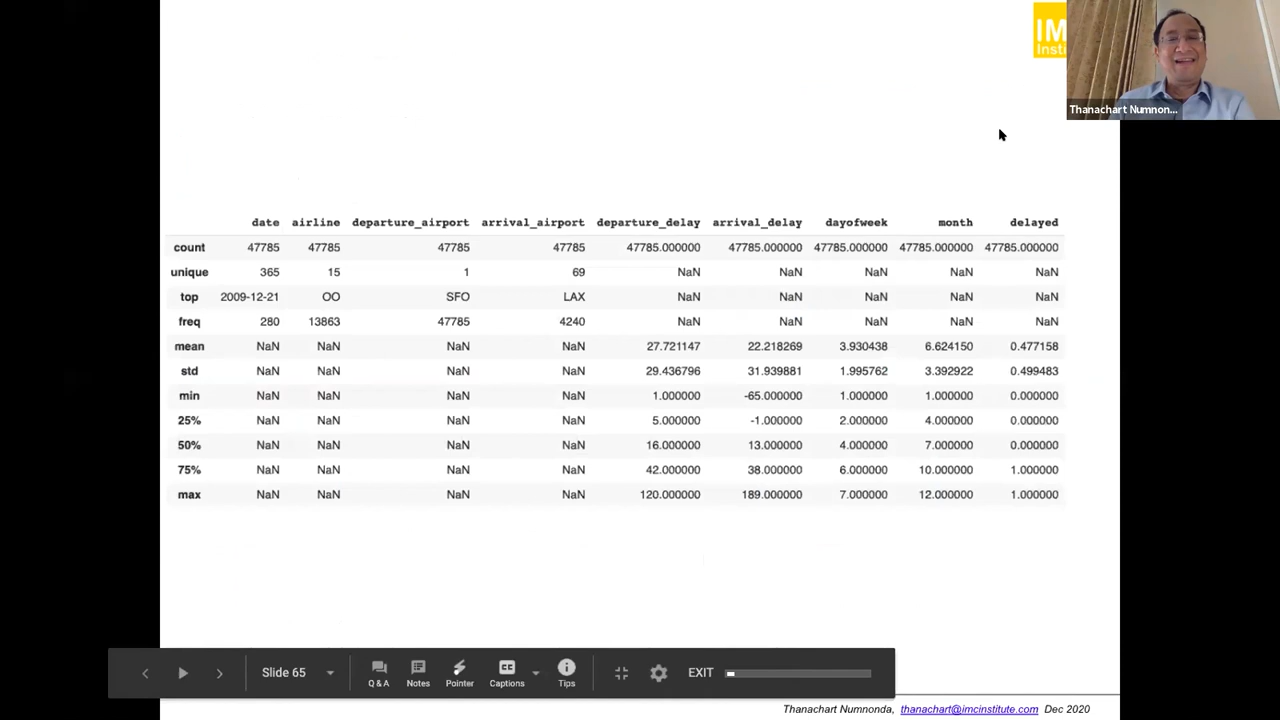 IM
Insti
Thanachart Numnon...
date airline departure_airport arrival_airport departure_delay arrival_delay dayofweek month delayed
count 47785 47785 47785 47785 47785.000000 47785.000000 47785.000000 47785.000000 47785.000000
unique 365 15 1 69 NaN NaN NaN NaN NaN
top 2009-12-21 OO SFO LAX NaN NaN NaN NaN NaN
freq 280 13863 47785 4240 NaN NaN NaN NaN NaN
mean NaN NaN NaN NaN 27.721147 22.218269 3.930438 6.624150 0.477158
std NaN NaN NaN NaN 29.436796 31.939881 1.995762 3.392922 0.499483
min NaN NaN NaN NaN 1.000000 -65.000000 1.000000 1.000000 0.000000
25% NaN NaN NaN NaN 5.000000 -1.000000 2.000000 4.000000 0.000000
50% NaN NaN NaN NaN 16.000000 13.000000 4.000000 7.000000 0.000000
75% NaN NaN NaN NaN 42.000000 38.000000 6.000000 10.000000 1.000000
max NaN NaN NaN NaN 120.000000 189.000000 7.000000 12.000000 1.000000
Slide 65 Q & A Notes Pointer CC Captions Tips EXIT
Thanachart Numnonda, thanachart@imcinstitute.com Dec 2020